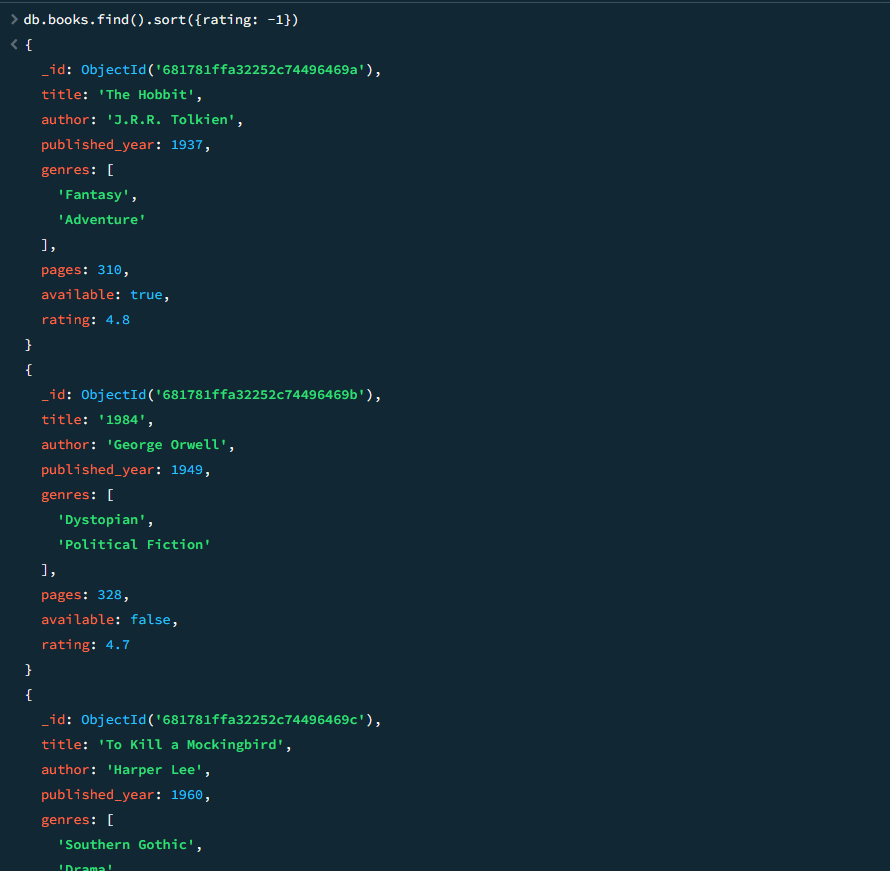 db.books.find().sort({rating: -1})
{
_id: ObjectId('681781ffa32252c74496469a'),
title: 'The Hobbit',
author: 'J.R.R. Tolkien',
published_year: 1937,
genres: [
'Fantasy',
'Adventure'
],
pages: 310,
available: true,
rating: 4.8
}
{
_id: ObjectId('681781ffa32252c74496469b'),
title: '1984',
author: 'George Orwell',
published_year: 1949,
genres: [
'Dystopian',
'Political Fiction'
],
pages: 328,
available: false,
rating: 4.7
}
{
_id: ObjectId('681781ffa32252c74496469c'),
title: 'To Kill a Mockingbird',
author: 'Harper Lee',
published_year: 1960,
genres: [
'Southern Gothic',
'Drama'